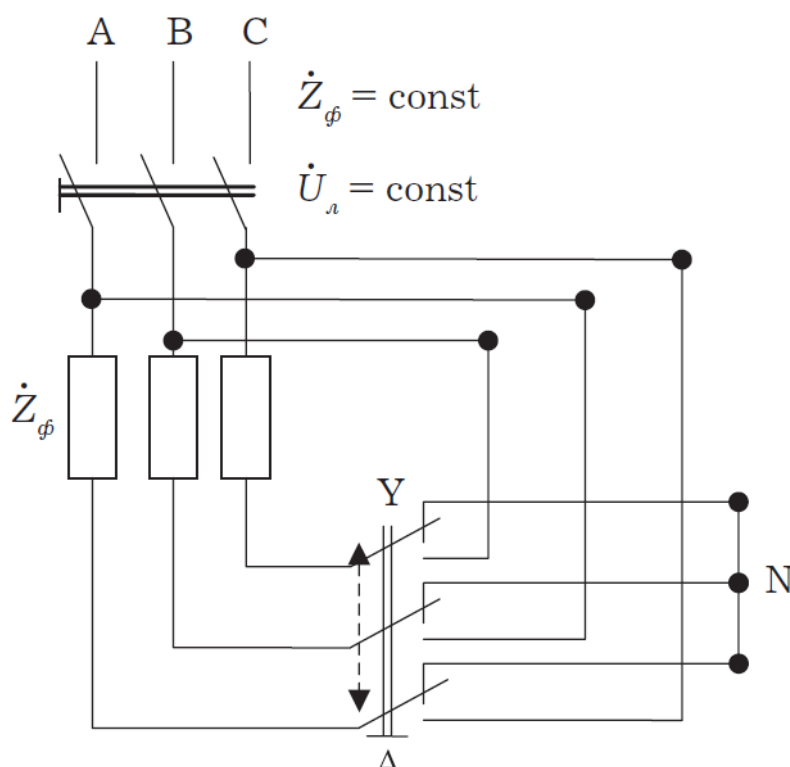 A B C
Ż_ф = const
U̇_л = const
Ż_ф
Y
N
Δ